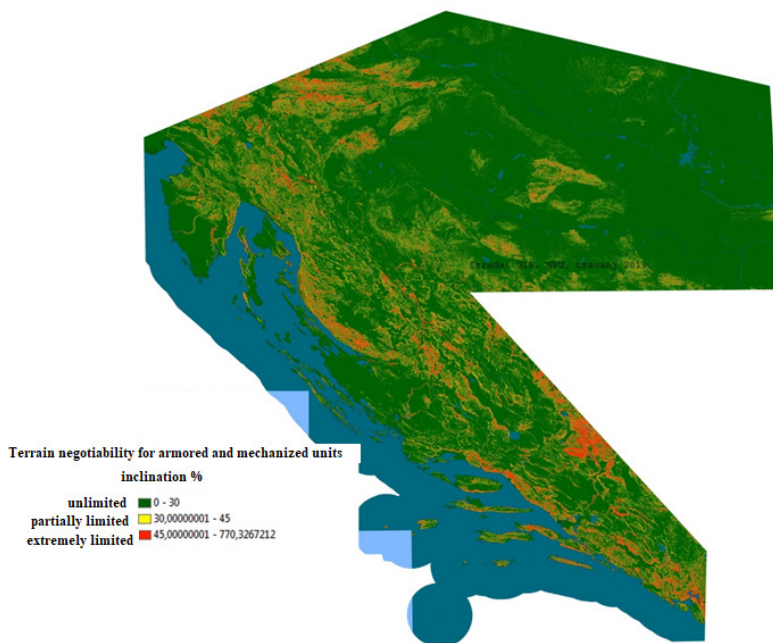 Terrain negotiability for armored and mechanized units
inclination %
unlimited 0 - 30
partially limited 30,00000001 - 45
extremely limited 45,00000001 - 770,3267212